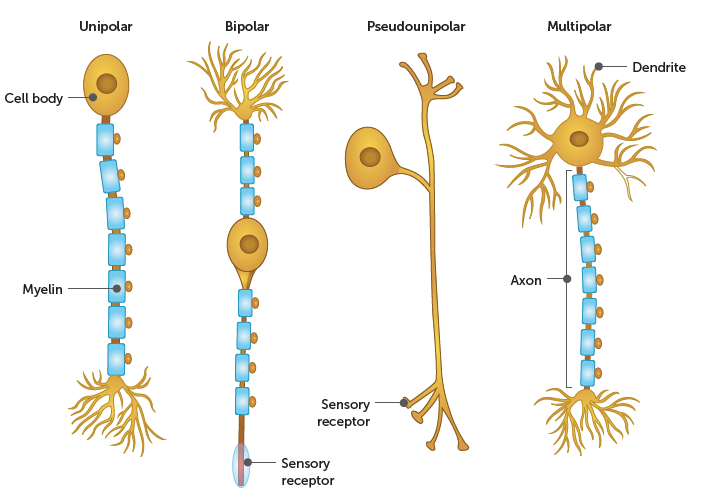 Unipolar
Bipolar
Pseudounipolar
Multipolar
Cell body
Dendrite
Myelin
Axon
Sensory
receptor
Sensory
receptor